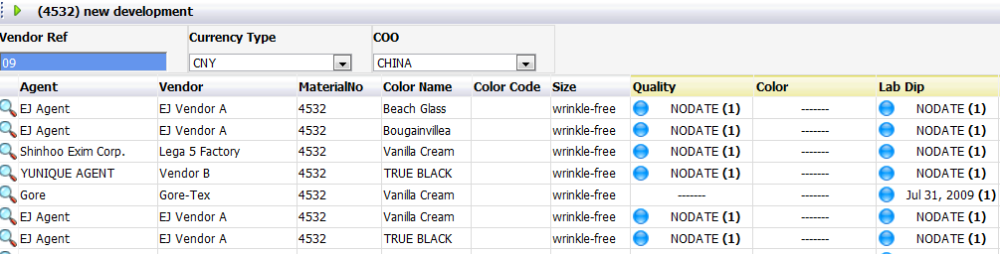 (4532) new development
Vendor Ref Currency Type COO
09 CNY CHINA
Agent Vendor MaterialNo Color Name Color Code Size Quality Color Lab Dip
EJ Agent EJ Vendor A 4532 Beach Glass wrinkle-free NODATE (1) ------- NODATE (1)
EJ Agent EJ Vendor A 4532 Bougainvillea wrinkle-free NODATE (1) ------- NODATE (1)
Shinhoo Exim Corp. Lega 5 Factory 4532 Vanilla Cream wrinkle-free NODATE (1) ------- NODATE (1)
YUNIQUE AGENT Vendor B 4532 TRUE BLACK wrinkle-free NODATE (1) ------- NODATE (1)
Gore Gore-Tex 4532 Vanilla Cream wrinkle-free ------- ------- Jul 31, 2009 (1)
EJ Agent EJ Vendor A 4532 Vanilla Cream wrinkle-free NODATE (1) ------- NODATE (1)
EJ Agent EJ Vendor A 4532 TRUE BLACK wrinkle-free NODATE (1) ------- NODATE (1)